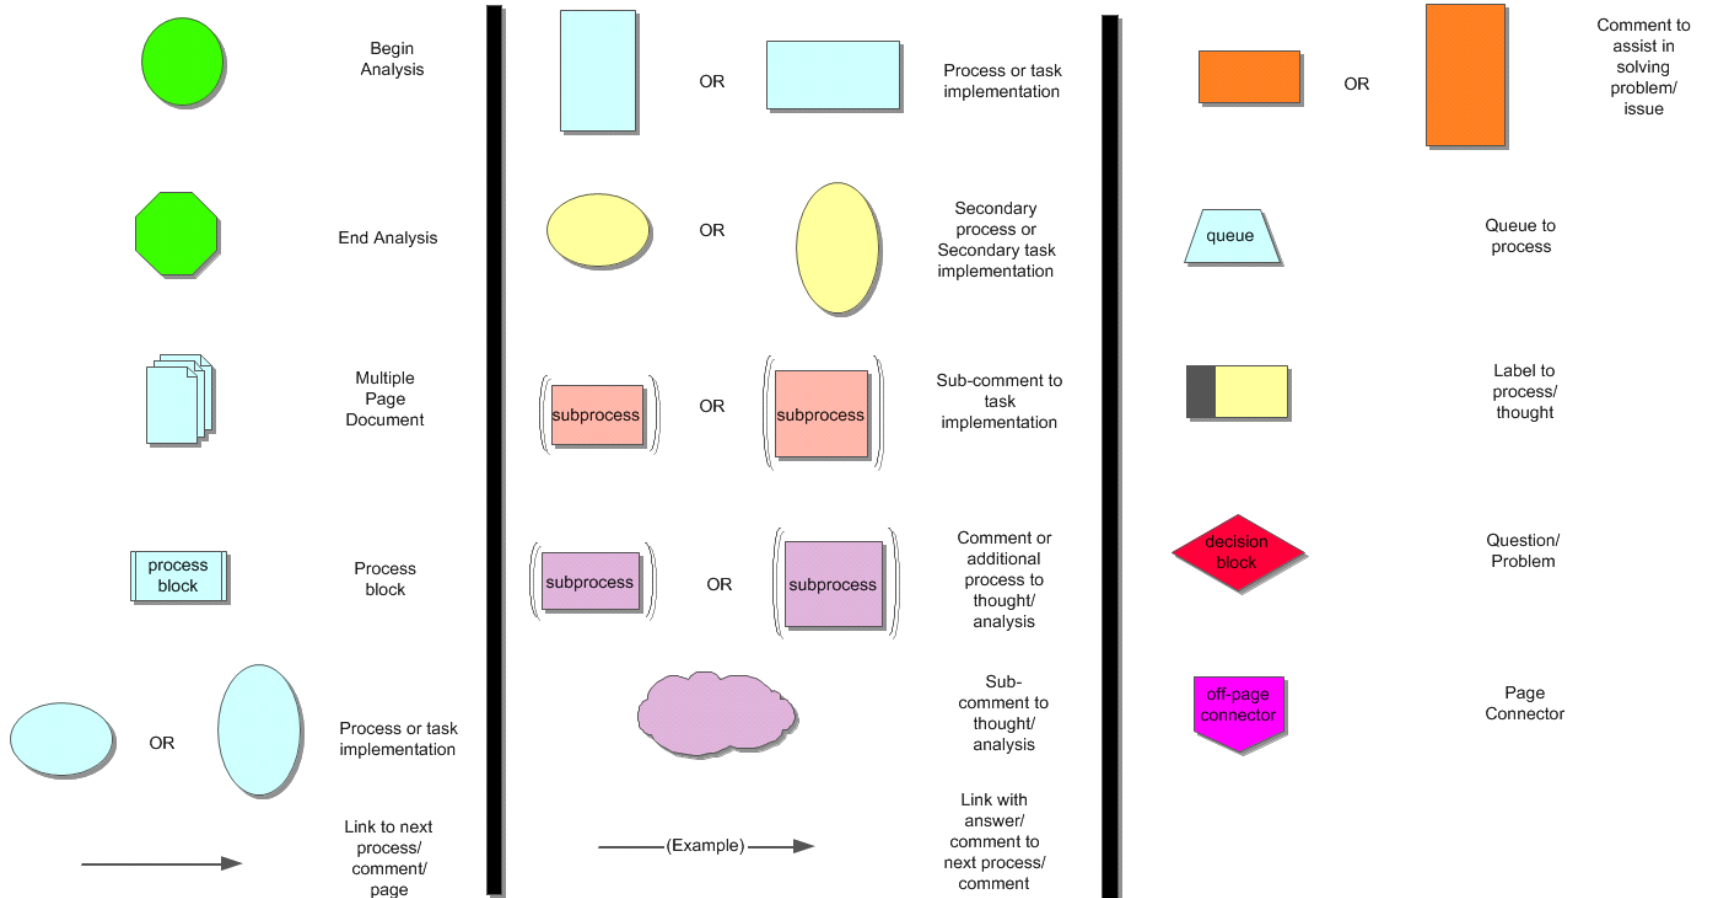 Begin
Analysis
End Analysis
Multiple
Page
Document
process
block
Process
block
OR
Process or task
implementation
Link to next
process/
comment/
page
OR
Process or task
implementation
OR
Secondary
process or
Secondary task
implementation
subprocess
OR
subprocess
Sub-comment to
task
implementation
subprocess
OR
subprocess
Comment or
additional
process to
thought/
analysis
Sub-
comment to
thought/
analysis
(Example)
Link with
answer/
comment to
next process/
comment
OR
Comment to
assist in
solving
problem/
issue
queue
Queue to
process
Label to
process/
thought
decision
block
Question/
Problem
off-page
connector
Page
Connector